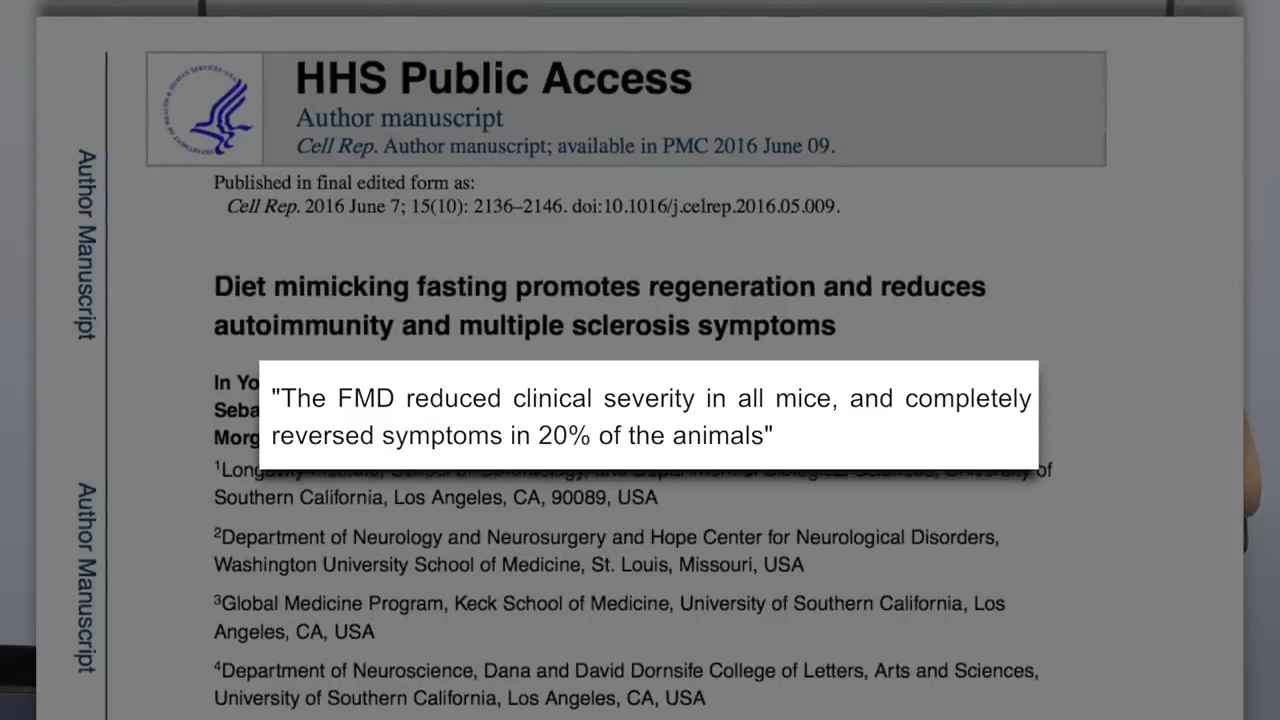 HHS Public Access
Author manuscript
Cell Rep. Author manuscript; available in PMC 2016 June 09.
Published in final edited form as:
Cell Rep. 2016 June 7; 15(10): 2136–2146. doi:10.1016/j.celrep.2016.05.009.
Diet mimicking fasting promotes regeneration and reduces
autoimmunity and multiple sclerosis symptoms
In Yo
Seba
Morg
"The FMD reduced clinical severity in all mice, and completely
reversed symptoms in 20% of the animals"
of
Southern California, Los Angeles, CA, 90089, USA
2Department of Neurology and Neurosurgery and Hope Center for Neurological Disorders,
Washington University School of Medicine, St. Louis, Missouri, USA
3Global Medicine Program, Keck School of Medicine, University of Southern California, Los
Angeles, CA, USA
4Department of Neuroscience, Dana and David Dornsife College of Letters, Arts and Sciences,
University of Southern California, Los Angeles, CA, USA
Author Manuscript
Author Manuscript